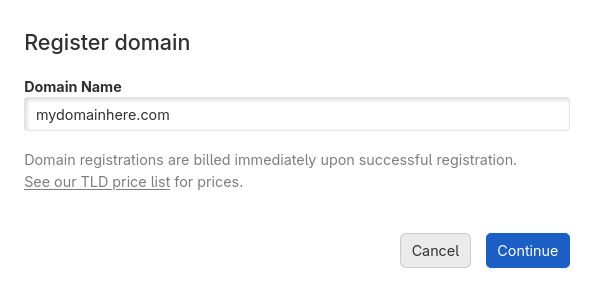 Register domain
Domain Name
mydomainhere.com
Domain registrations are billed immediately upon successful registration.
See our TLD price list for prices.
Cancel Continue